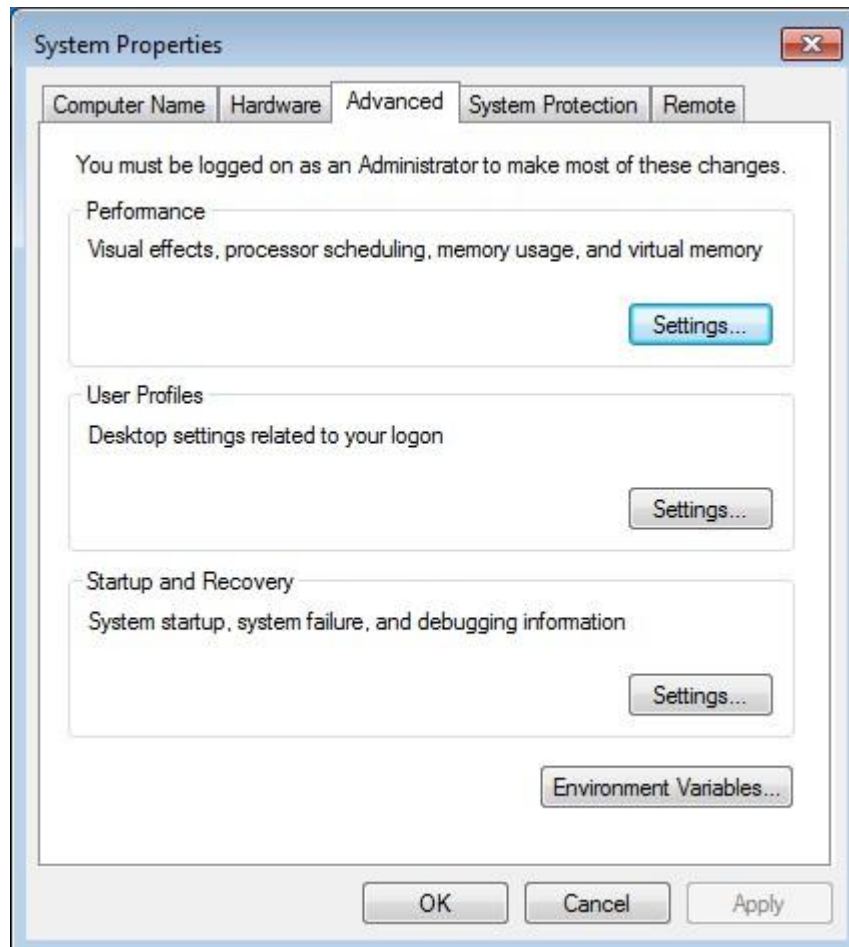 System Properties
Computer Name Hardware Advanced System Protection Remote
You must be logged on as an Administrator to make most of these changes.
Performance
Visual effects, processor scheduling, memory usage, and virtual memory
Settings...
User Profiles
Desktop settings related to your logon
Settings...
Startup and Recovery
System startup, system failure, and debugging information
Settings...
Environment Variables...
OK Cancel Apply